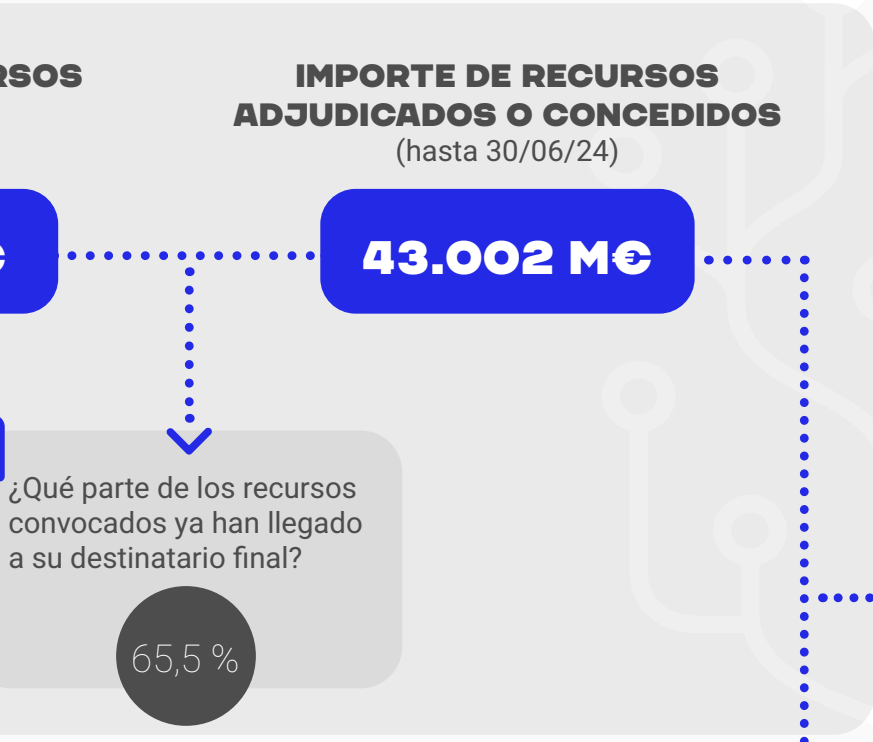 RSOS
IMPORTE DE RECURSOS
ADJUDICADOS O CONCEDIDOS
(hasta 30/06/24)
€
43.002 M€
¿Qué parte de los recursos
convocados ya han llegado
a su destinatario final?
65,5 %